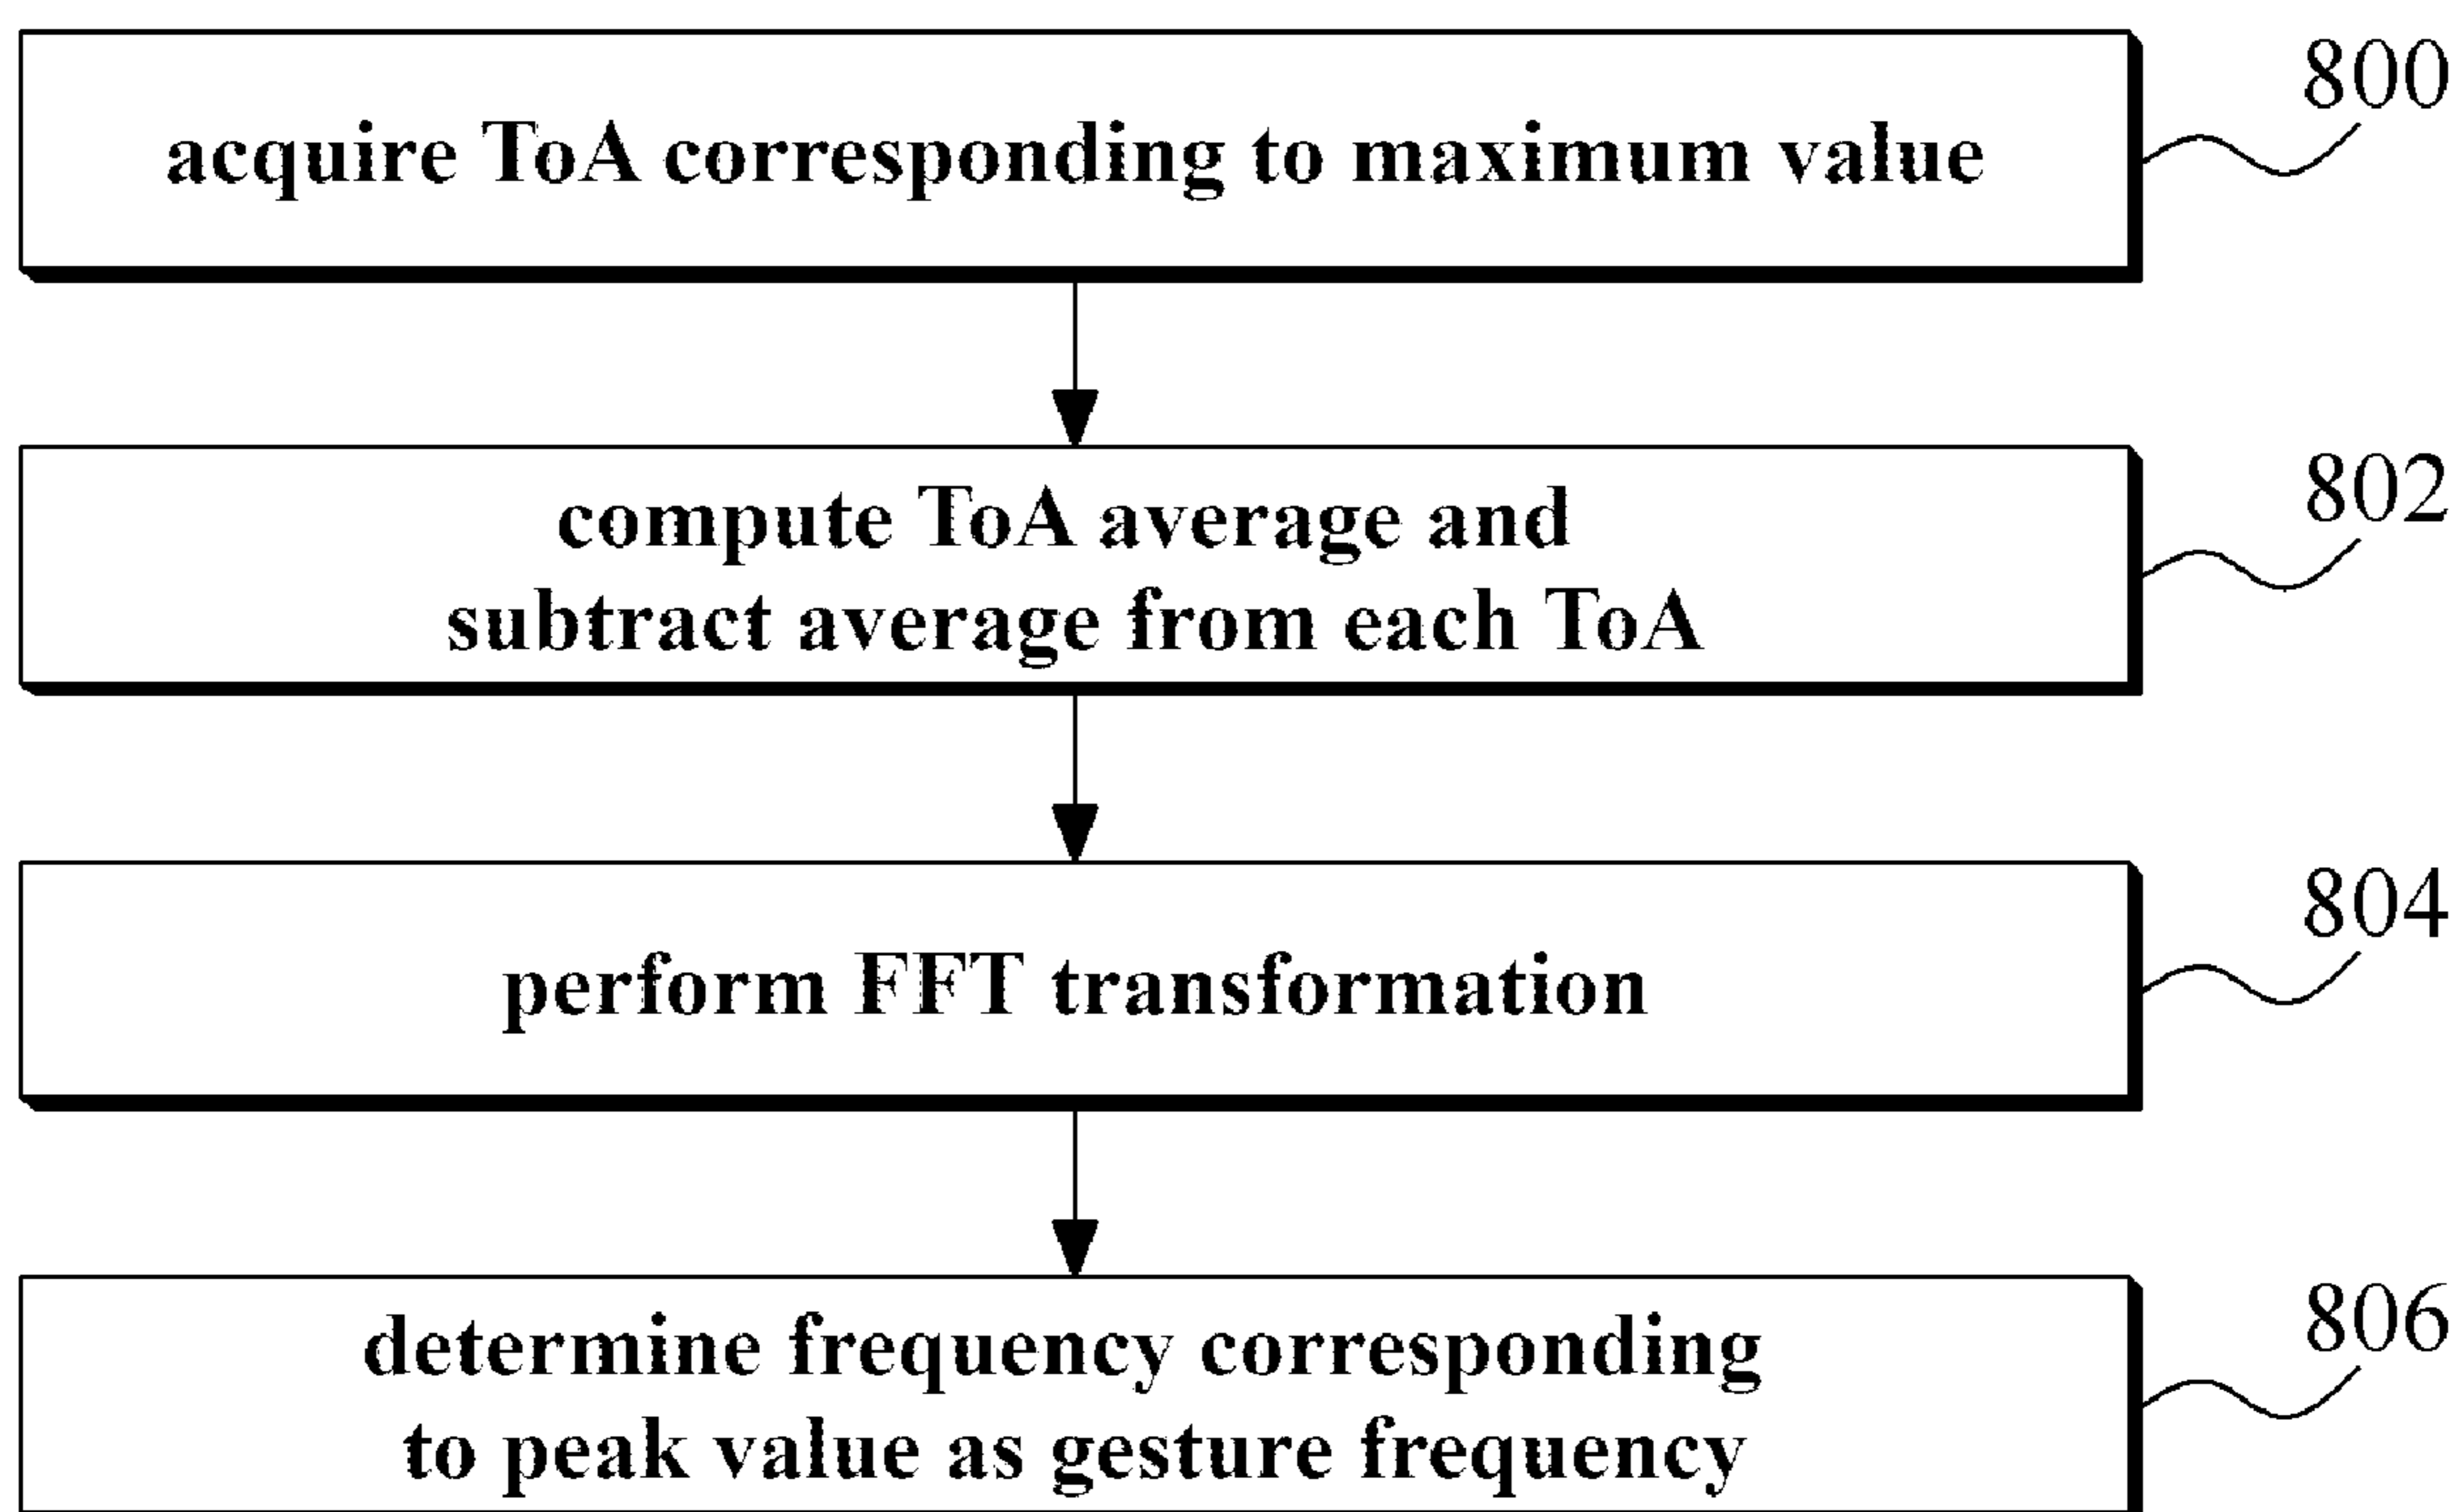 800
acquire ToA corresponding to maximum value
802
compute ToA average and
subtract average from each ToA
804
perform FFT transformation
806
determine frequency corresponding
to peak value as gesture frequency